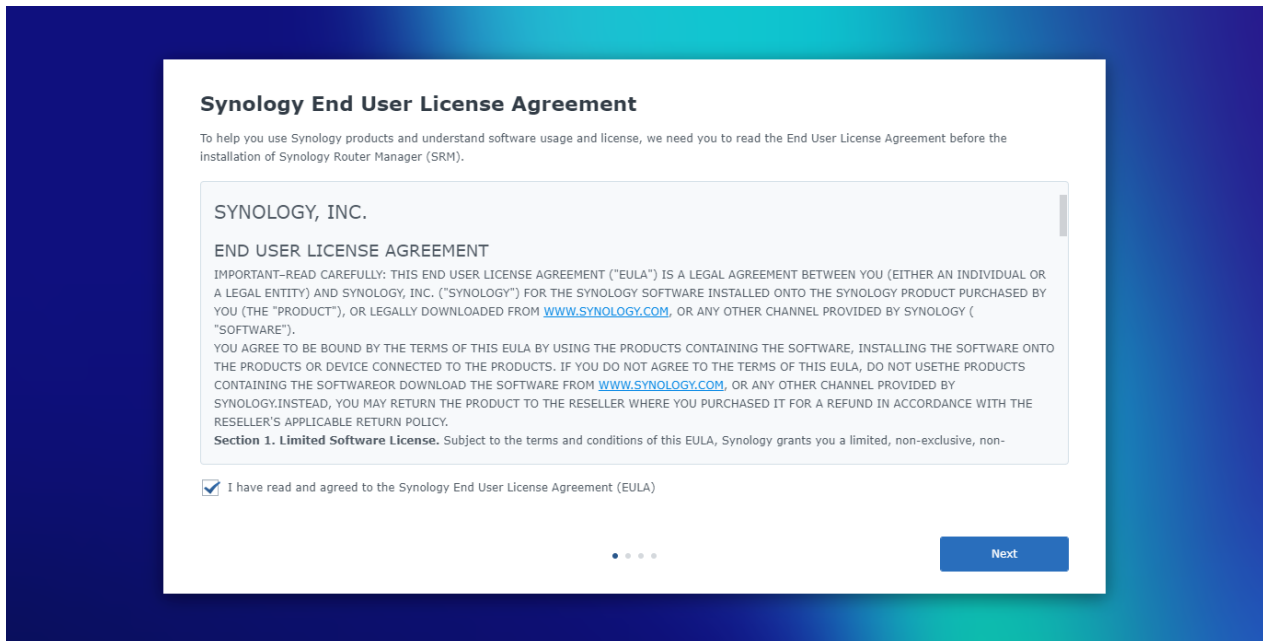 Synology End User License Agreement
To help you use Synology products and understand software usage and license, we need you to read the End User License Agreement before the
installation of Synology Router Manager (SRM).
SYNOLOGY, INC.
END USER LICENSE AGREEMENT
IMPORTANT–READ CAREFULLY: THIS END USER LICENSE AGREEMENT ("EULA") IS A LEGAL AGREEMENT BETWEEN YOU (EITHER AN INDIVIDUAL OR
A LEGAL ENTITY) AND SYNOLOGY, INC. ("SYNOLOGY") FOR THE SYNOLOGY SOFTWARE INSTALLED ONTO THE SYNOLOGY PRODUCT PURCHASED BY
YOU (THE "PRODUCT"), OR LEGALLY DOWNLOADED FROM WWW.SYNOLOGY.COM, OR ANY OTHER CHANNEL PROVIDED BY SYNOLOGY (
"SOFTWARE").
YOU AGREE TO BE BOUND BY THE TERMS OF THIS EULA BY USING THE PRODUCTS CONTAINING THE SOFTWARE, INSTALLING THE SOFTWARE ONTO
THE PRODUCTS OR DEVICE CONNECTED TO THE PRODUCTS. IF YOU DO NOT AGREE TO THE TERMS OF THIS EULA, DO NOT USETHE PRODUCTS
CONTAINING THE SOFTWAREOR DOWNLOAD THE SOFTWARE FROM WWW.SYNOLOGY.COM, OR ANY OTHER CHANNEL PROVIDED BY
SYNOLOGY.INSTEAD, YOU MAY RETURN THE PRODUCT TO THE RESELLER WHERE YOU PURCHASED IT FOR A REFUND IN ACCORDANCE WITH THE
RESELLER'S APPLICABLE RETURN POLICY.
Section 1. Limited Software License. Subject to the terms and conditions of this EULA, Synology grants you a limited, non-exclusive, non-
I have read and agreed to the Synology End User License Agreement (EULA)
Next